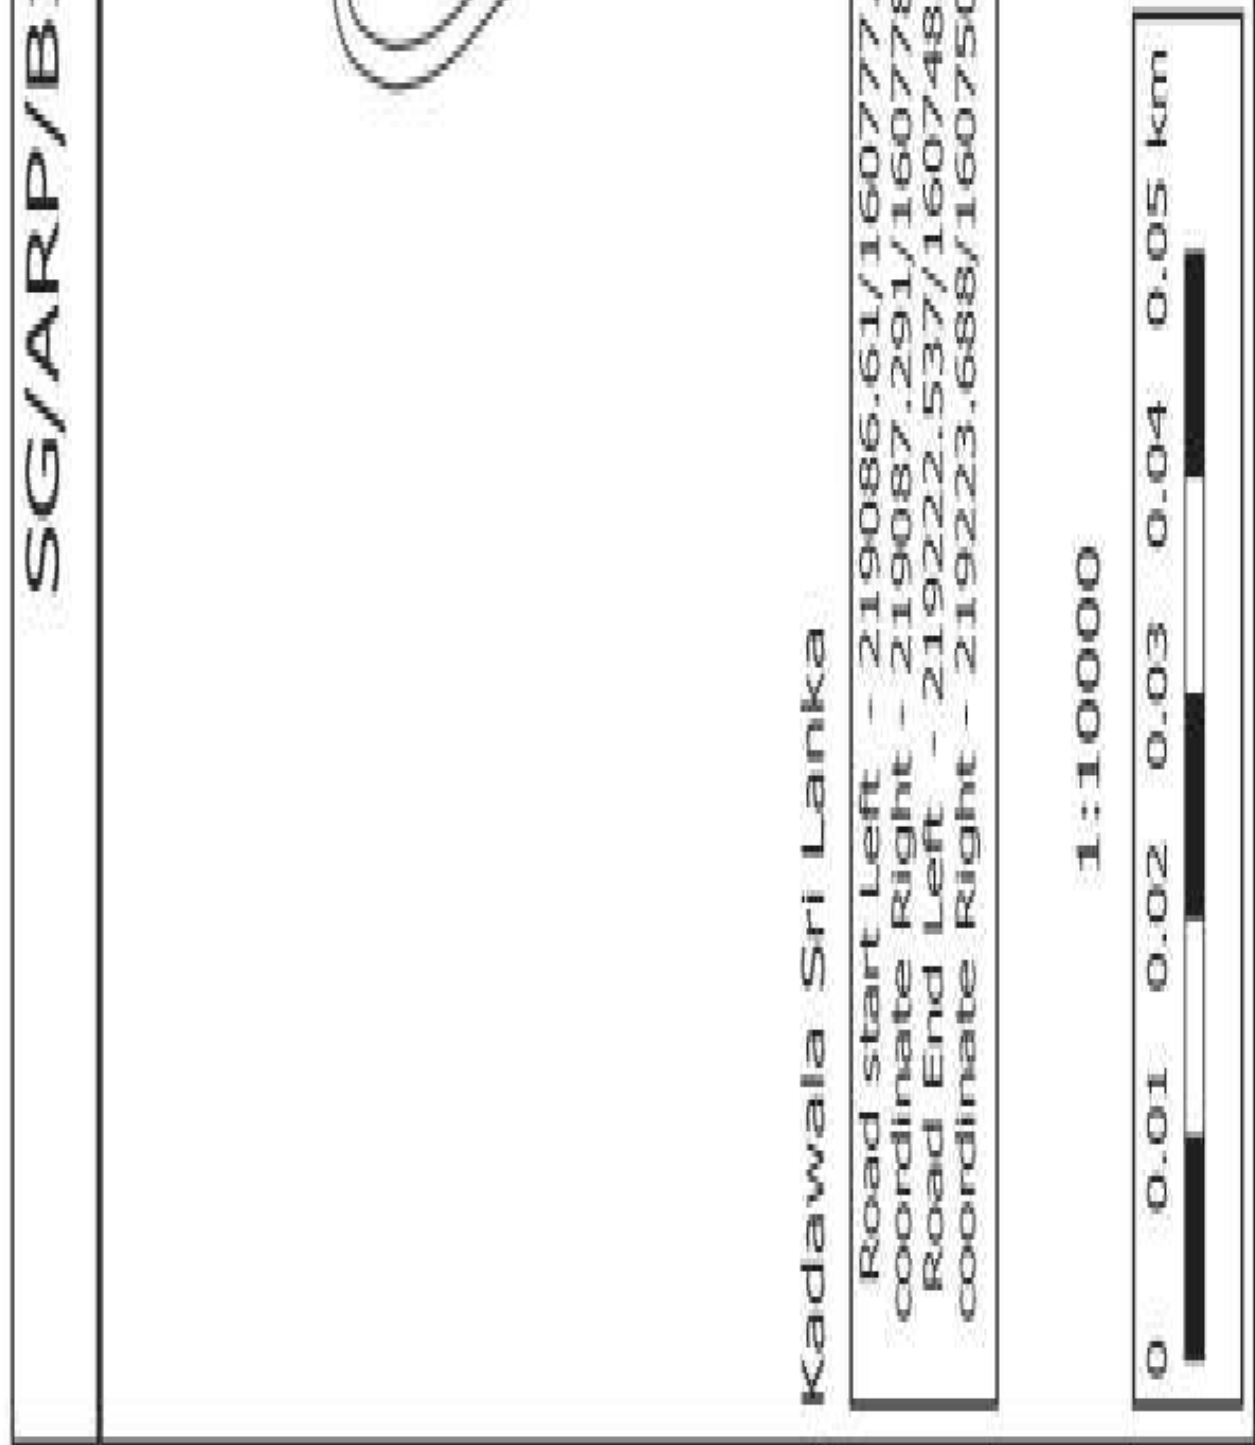 SG/ARP/B
Kadawala Sri Lanka
Road start Left - 219086.61/160777
coordinate Right - 219087.291/160778
Road End Left - 219222.537/160748
coordinate Right - 219223.688/160750
1:10000
0 0.01 0.02 0.03 0.04 0.05 km